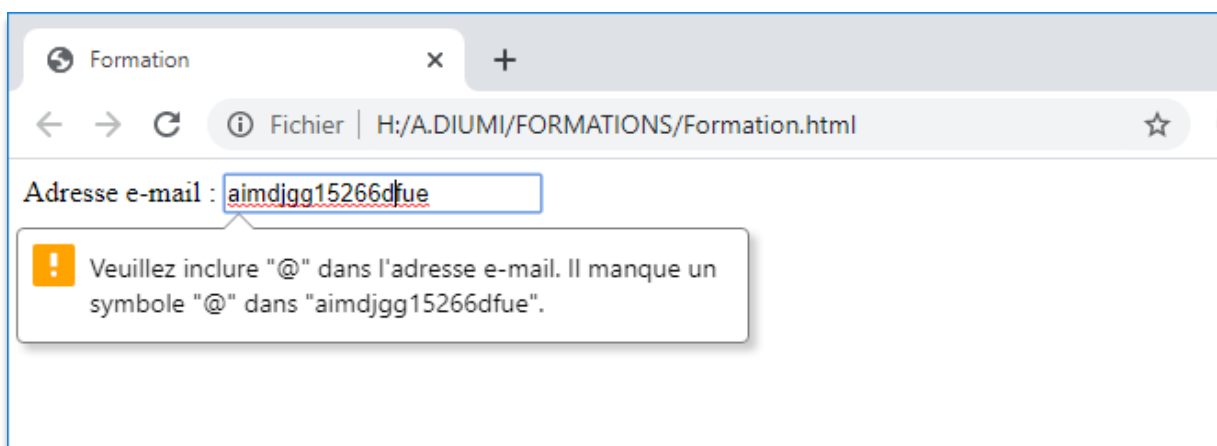 Formation
Fichier | H:/A.DIUMI/FORMATIONS/Formation.html
Adresse e-mail : aimdjgg15266dfue
Veuillez inclure "@" dans l'adresse e-mail. Il manque un
symbole "@" dans "aimdjgg15266dfue".